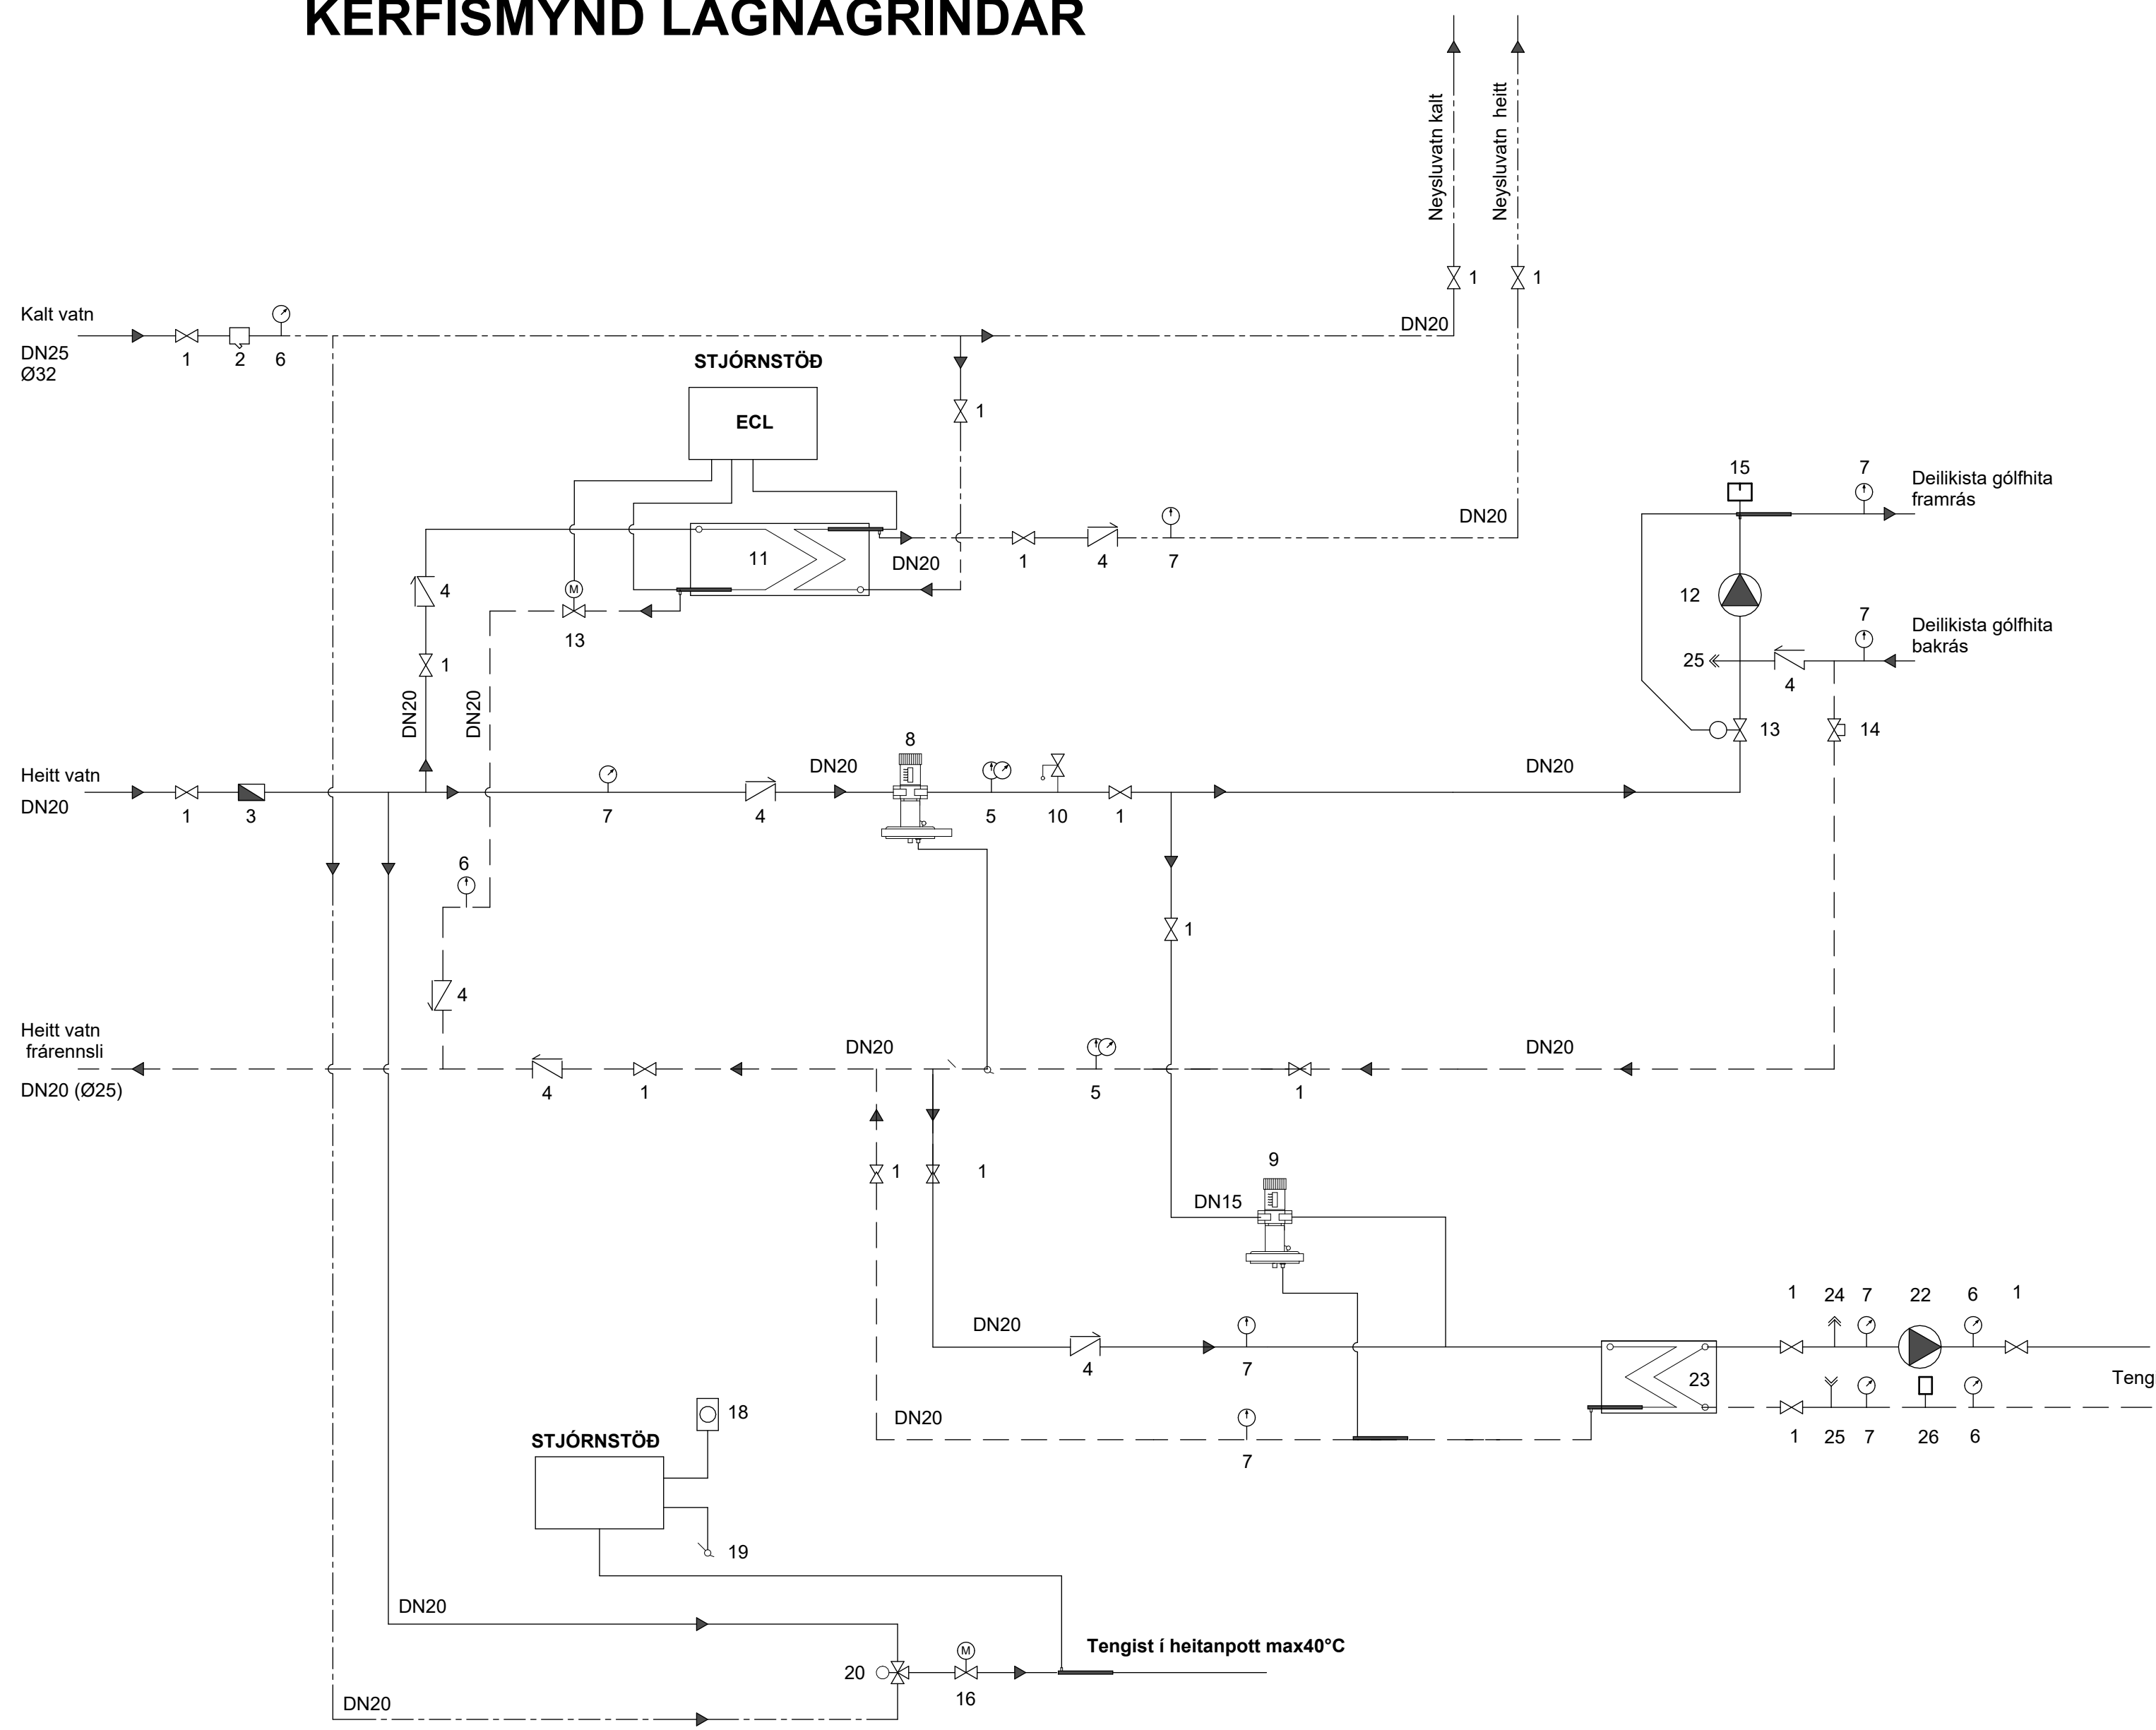 KERFISMYND LAGNAGRINDAR
Neysluvatn kalt
Neysluvatn heitt
1
1
Kalt vatn
DN25
Ø32
1
2
6
DN20
STJÓRNSTÖÐ
ECL
1
15
7
Deilikista gólfhita
framrás
DN20
11
DN20
1
4
7
4
13
12
7
Deilikista gólfhita
bakrás
25
4
1
DN20
DN20
13
14
8
Heitt vatn
DN20
DN20
DN20
1
3
7
4
5
10
1
6
1
4
Heitt vatn
frárennsli
DN20 (Ø25)
DN20
DN20
4
1
5
1
1
1
9
DN15
1
24
7
22
6
1
DN20
4
7
23
Teng
18
DN20
1
25
7
26
6
STJÓRNSTÖÐ
7
19
DN20
Tengist í heitanpott max40°C
20
16
DN20